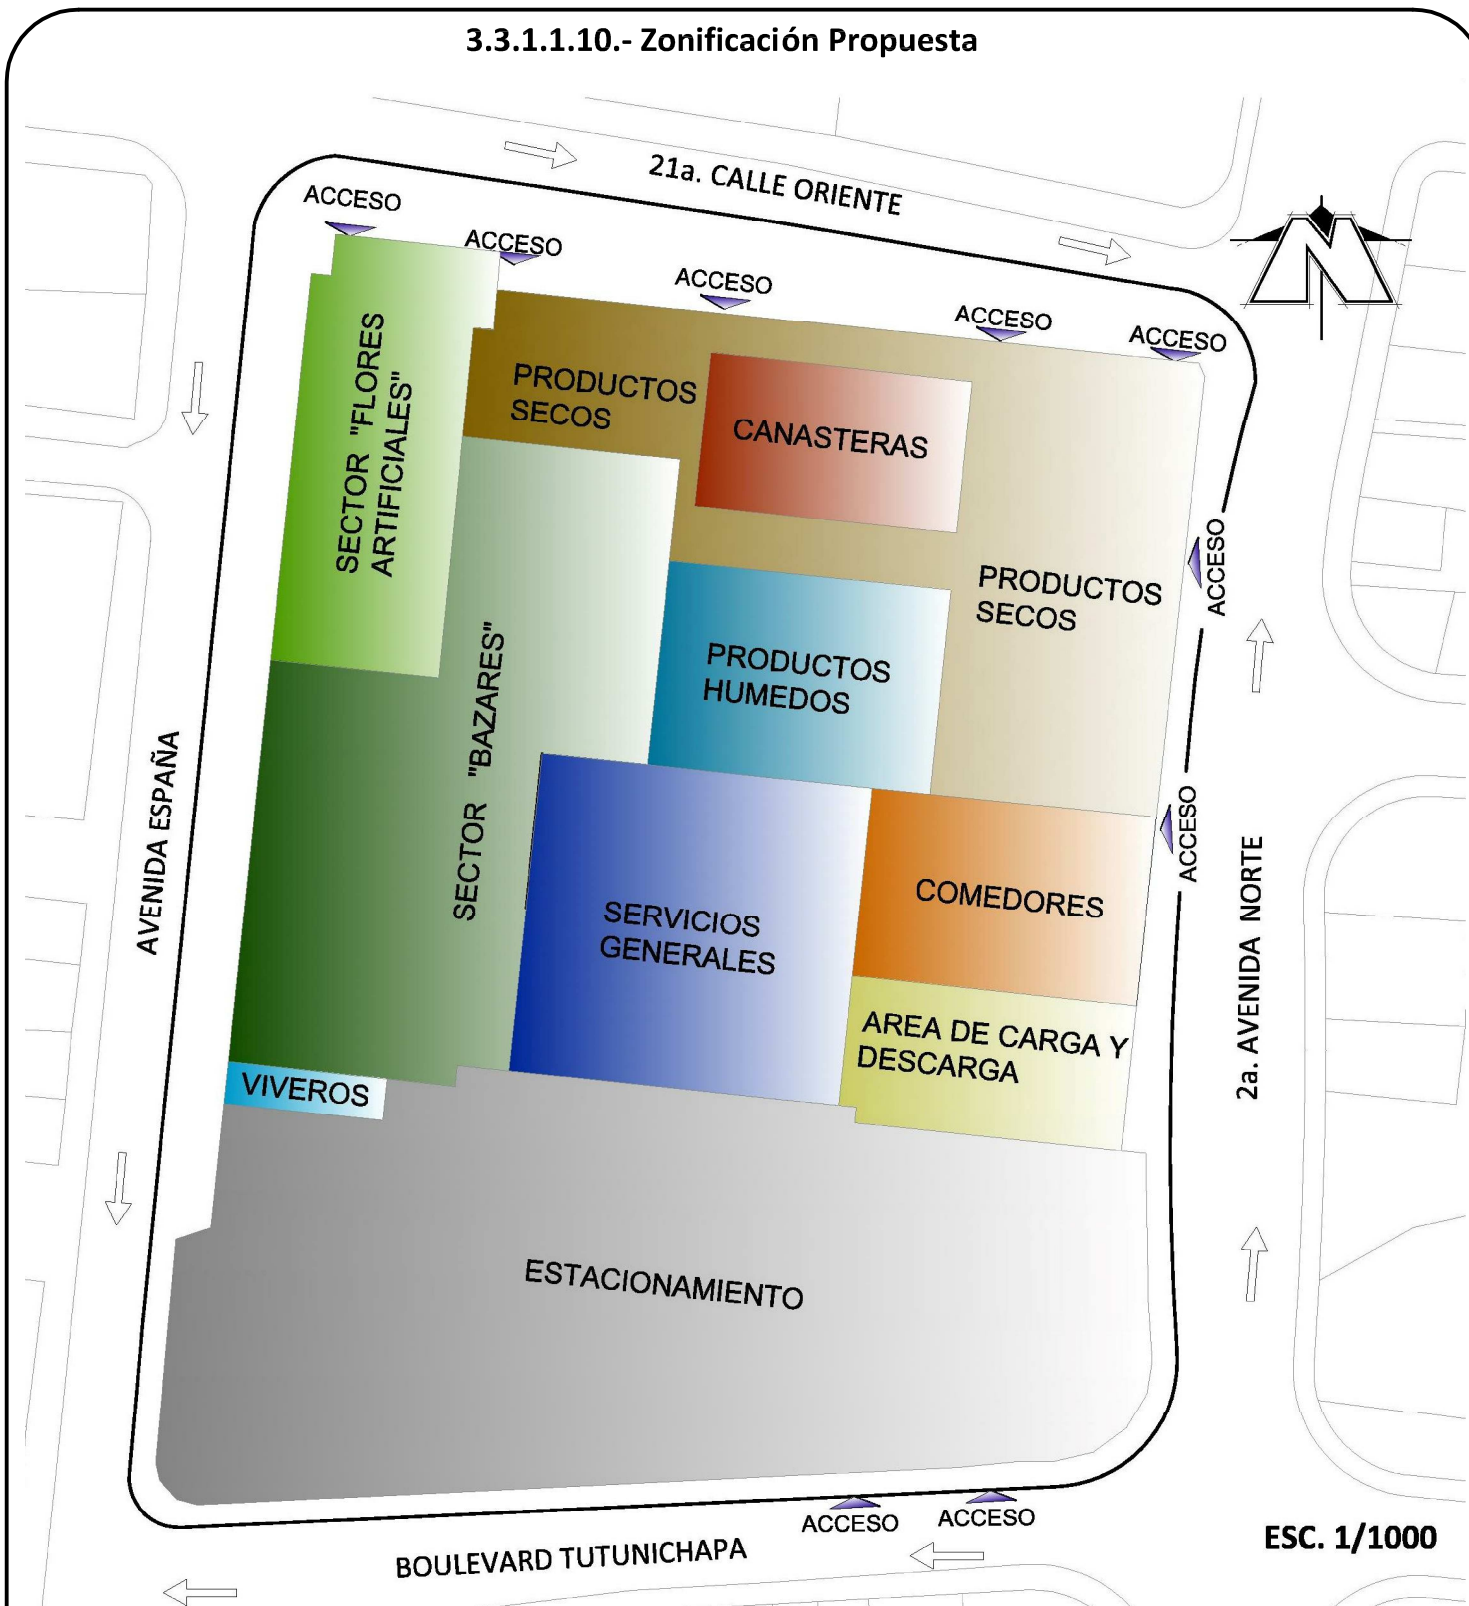 3.3.1.1.10.- Zonificación Propuesta
21a. CALLE ORIENTE
ACCESO
ACCESO
ACCESO
ACCESO
ACCESO
N
SECTOR "FLORES
ARTIFICIALES"
PRODUCTOS
SECOS
CANASTERAS
PRODUCTOS
SECOS
ACCESO
PRODUCTOS
HUMEDOS
SECTOR "BAZARES"
AVENIDA ESPAÑA
ACCESO
2a. AVENIDA NORTE
COMEDORES
SERVICIOS
GENERALES
AREA DE CARGA Y
DESCARGA
VIVEROS
ESTACIONAMIENTO
ACCESO
ACCESO
BOULEVARD TUTUNICHAPA
ESC. 1/1000